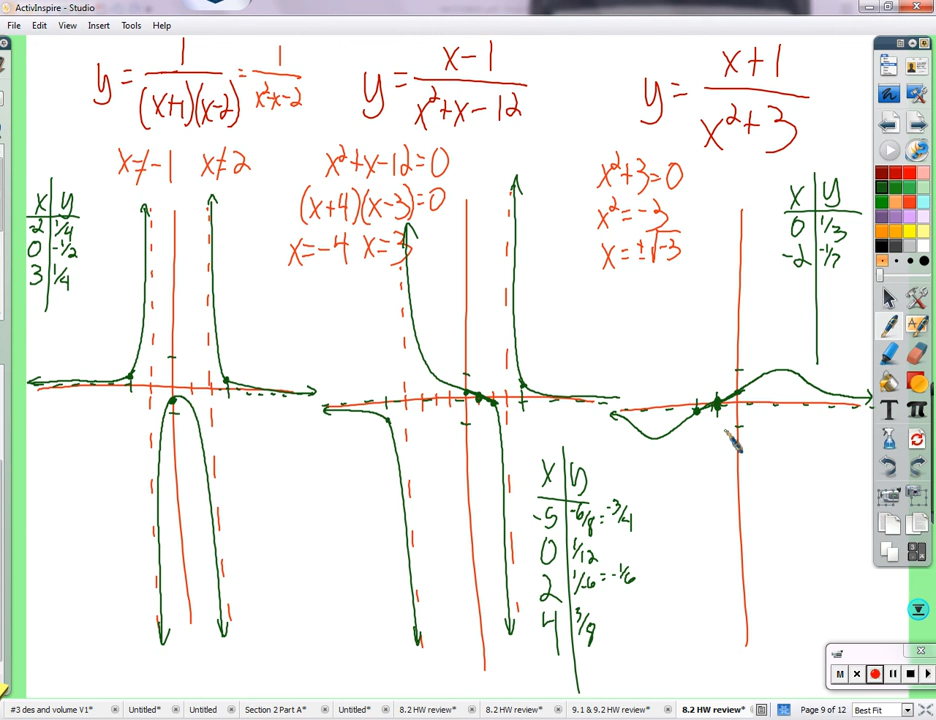 ActivInspire - Studio
File Edit View Insert Tools Help
y = 1/((x+1)(x-2)) = 1/(x²-x-2)
x ≠ -1 x ≠ 2
x y
-2 1/4
0 -1/2
3 1/4
y = (x-1)/(x²+x-12)
x²+x-12=0
(x+4)(x-3)=0
x=-4 x=3
x y
-5 -6/8=-3/4
0 1/12
2 1/-6=-1/6
4 3/8
y = (x+1)/(x²+3)
x²+3=0
x²=-3
x=±√-3
x y
0 1/3
-2 -1/7
M
#3 des and volume V1* Untitled* Untitled Section 2 Part A* Untitled* 8.2 HW review* 8.2 HW review* 9.1 & 9.2 HW review* 8.2 HW review* Page 9 of 12 Best Fit